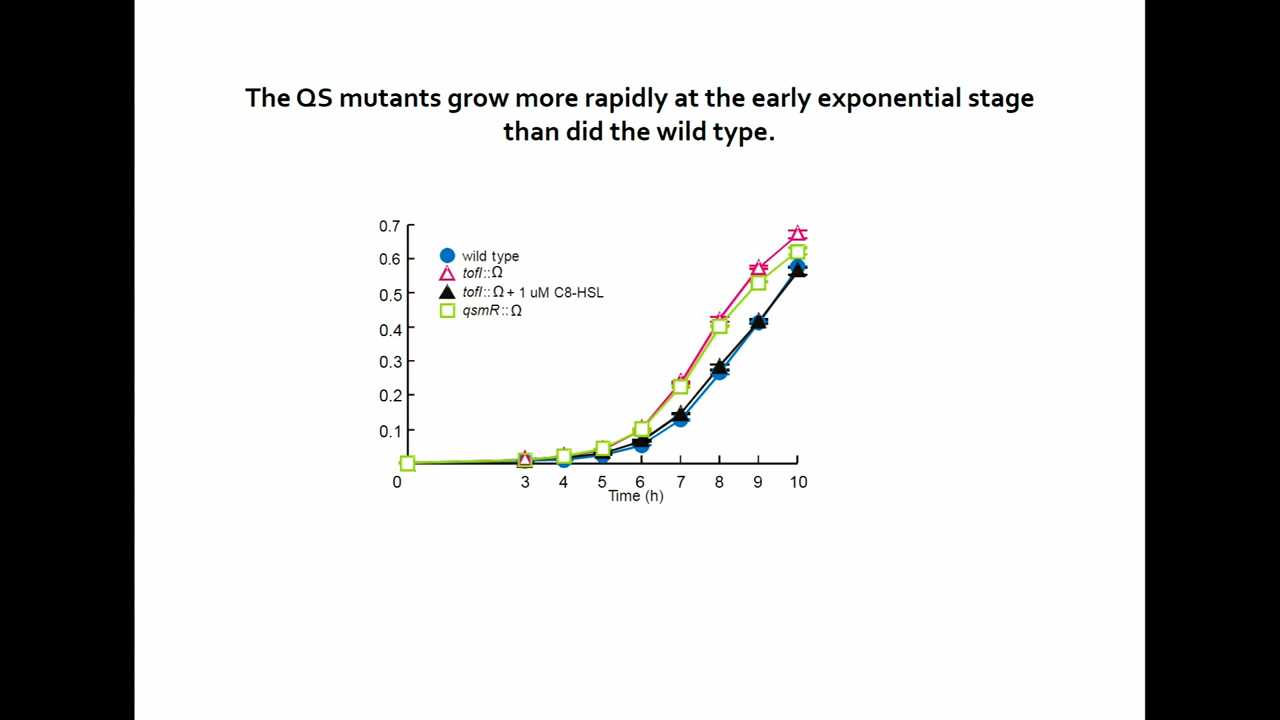 The QS mutants grow more rapidly at the early exponential stage
than did the wild type.
0.7
0.6
0.5
0.4
0.3
0.2
0.1
wild type
tofI::Ω
tofI::Ω + 1 uM C8-HSL
qsmR::Ω
0 3 4 5 6 7 8 9 10
Time (h)